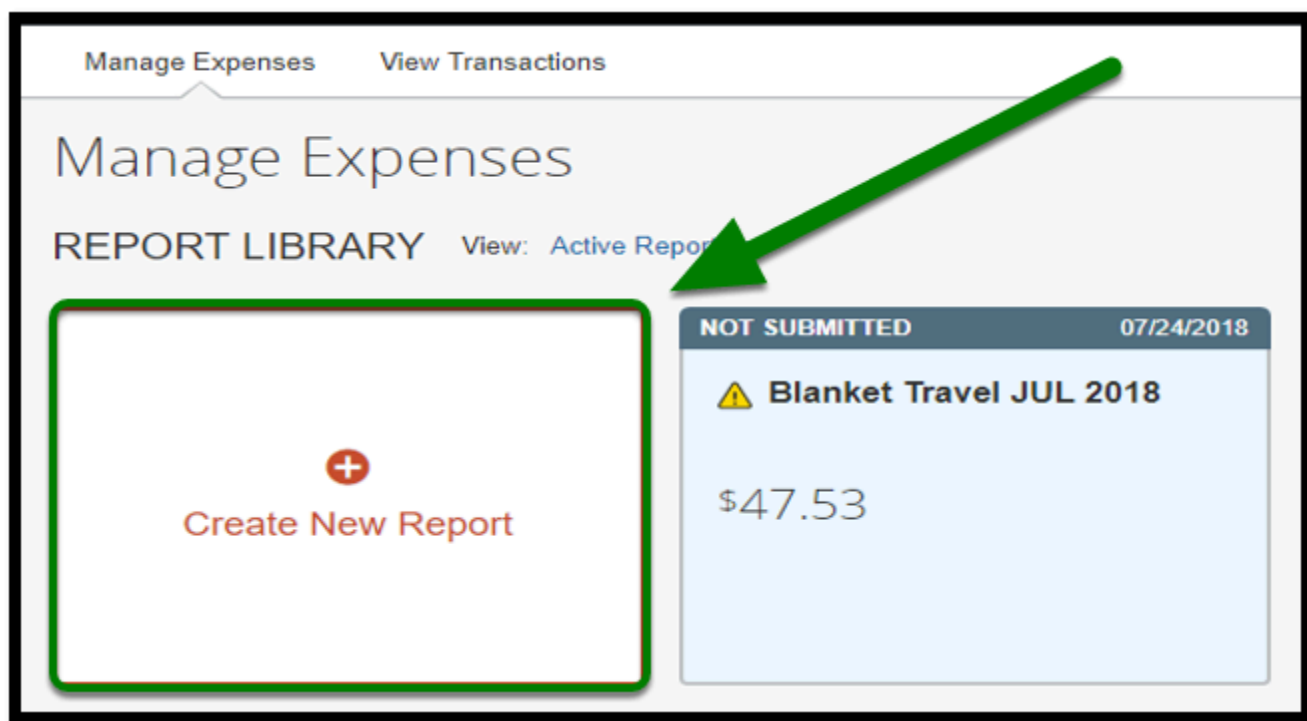 Manage Expenses View Transactions
Manage Expenses
REPORT LIBRARY View: Active
NOT SUBMITTED 07/24/2018
Blanket Travel JUL 2018
$47.53
Create New Report